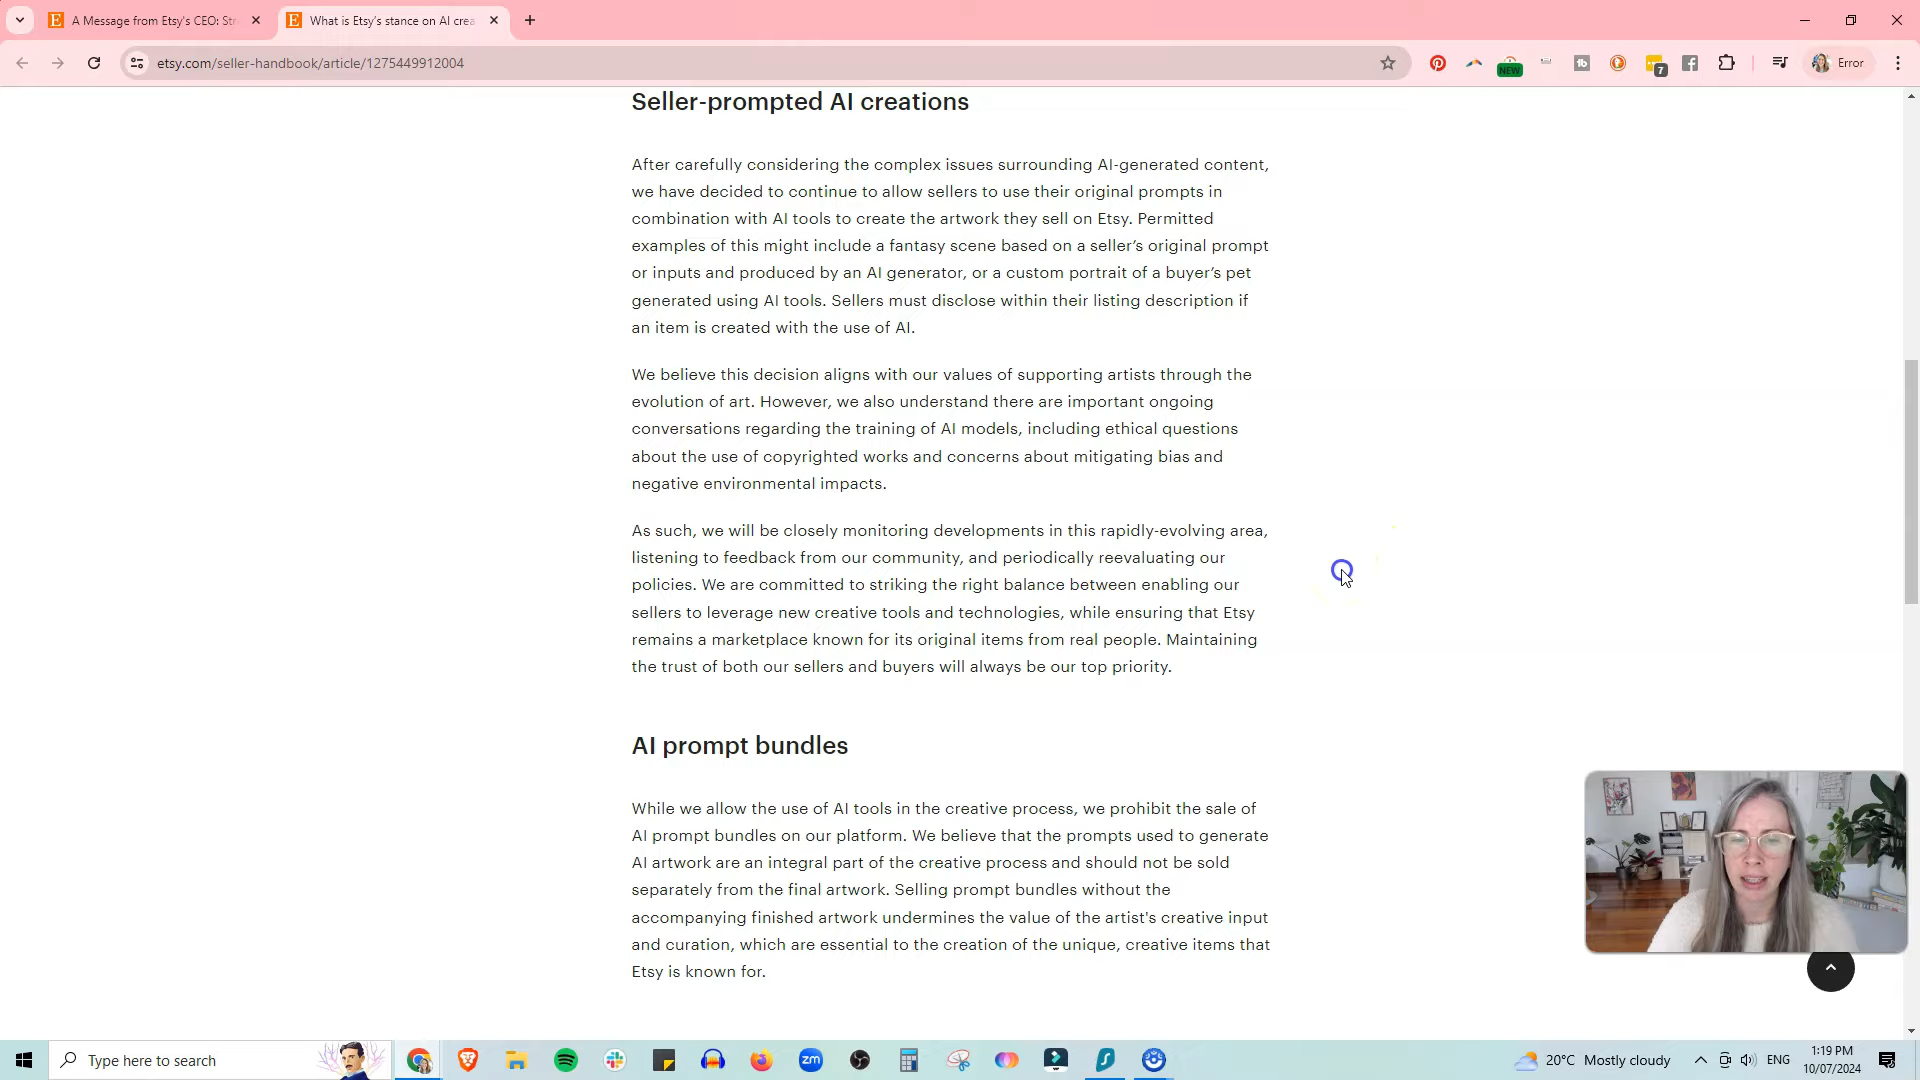 A Message from Etsy's CEO: Str
What is Etsy's stance on AI crea
etsy.com/seller-handbook/article/1275449912004
NEW
7
Error
Seller-prompted AI creations
After carefully considering the complex issues surrounding AI-generated content,
we have decided to continue to allow sellers to use their original prompts in
combination with AI tools to create the artwork they sell on Etsy. Permitted
examples of this might include a fantasy scene based on a seller's original prompt
or inputs and produced by an AI generator, or a custom portrait of a buyer's pet
generated using AI tools. Sellers must disclose within their listing description if
an item is created with the use of AI.
We believe this decision aligns with our values of supporting artists through the
evolution of art. However, we also understand there are important ongoing
conversations regarding the training of AI models, including ethical questions
about the use of copyrighted works and concerns about mitigating bias and
negative environmental impacts.
As such, we will be closely monitoring developments in this rapidly-evolving area,
listening to feedback from our community, and periodically reevaluating our
policies. We are committed to striking the right balance between enabling our
sellers to leverage new creative tools and technologies, while ensuring that Etsy
remains a marketplace known for its original items from real people. Maintaining
the trust of both our sellers and buyers will always be our top priority.
AI prompt bundles
While we allow the use of AI tools in the creative process, we prohibit the sale of
AI prompt bundles on our platform. We believe that the prompts used to generate
AI artwork are an integral part of the creative process and should not be sold
separately from the final artwork. Selling prompt bundles without the
accompanying finished artwork undermines the value of the artist's creative input
and curation, which are essential to the creation of the unique, creative items that
Etsy is known for.
Type here to search
zm
20°C Mostly cloudy
ENG
1:19 PM
10/07/2024